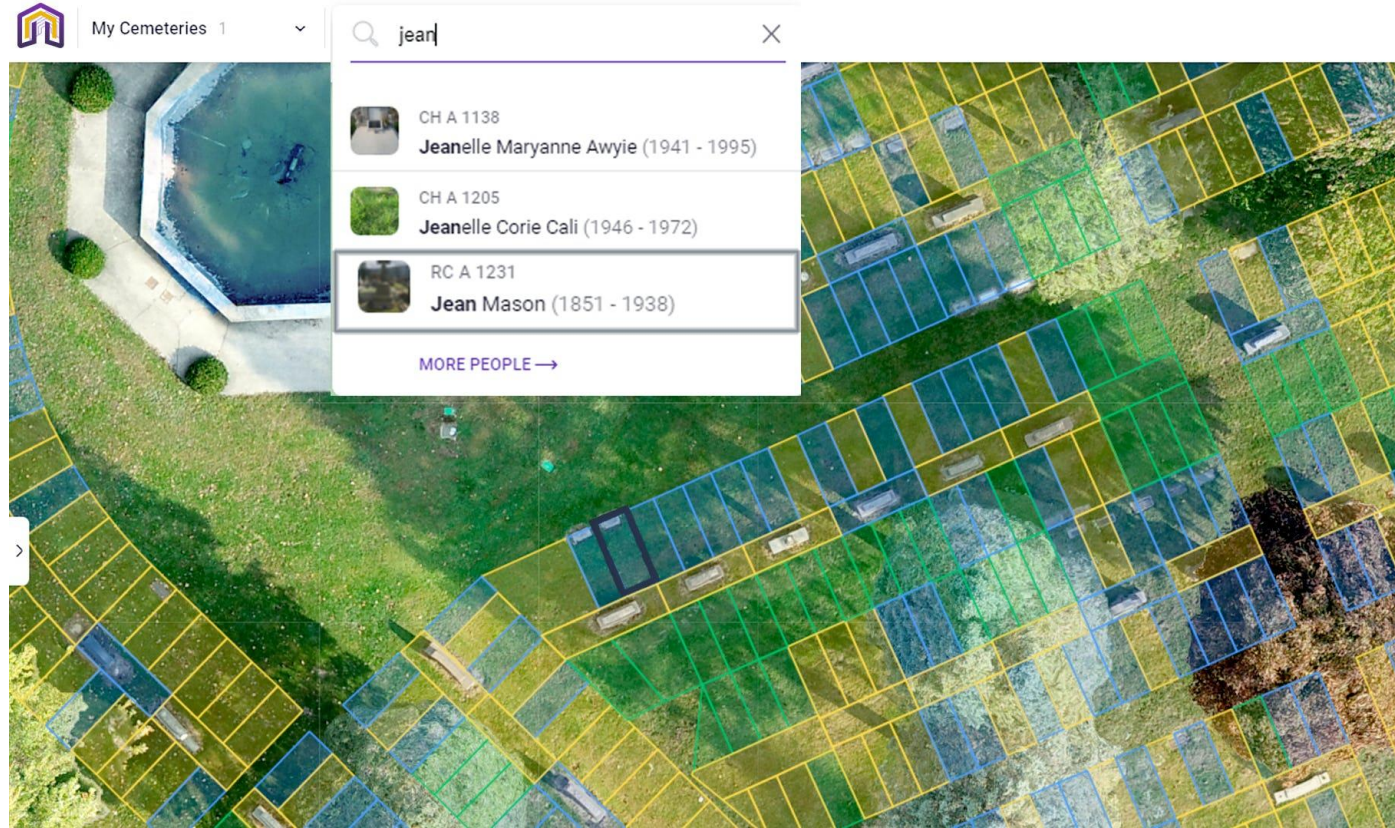 My Cemeteries 1
jean
CH A 1138
Jeanelle Maryanne Awyie (1941 - 1995)
CH A 1205
Jeanelle Corie Cali (1946 - 1972)
RC A 1231
Jean Mason (1851 - 1938)
MORE PEOPLE →